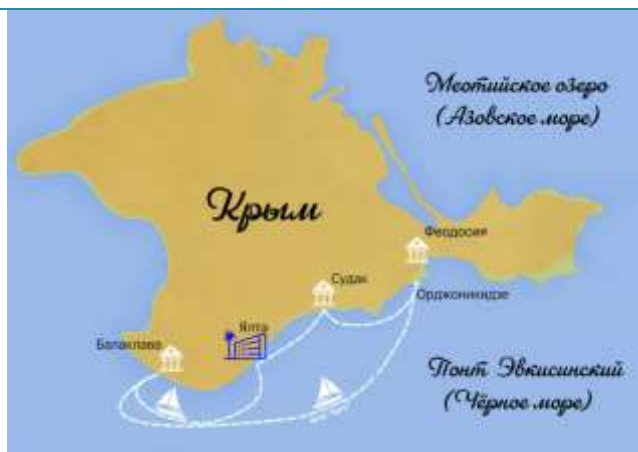 Меотийское озеро
(Азовское море)
Крым
Феодосия
Судак
Орджоникидзе
Ялта
Балаклава
Понт Эвксинский
(Чёрное море)